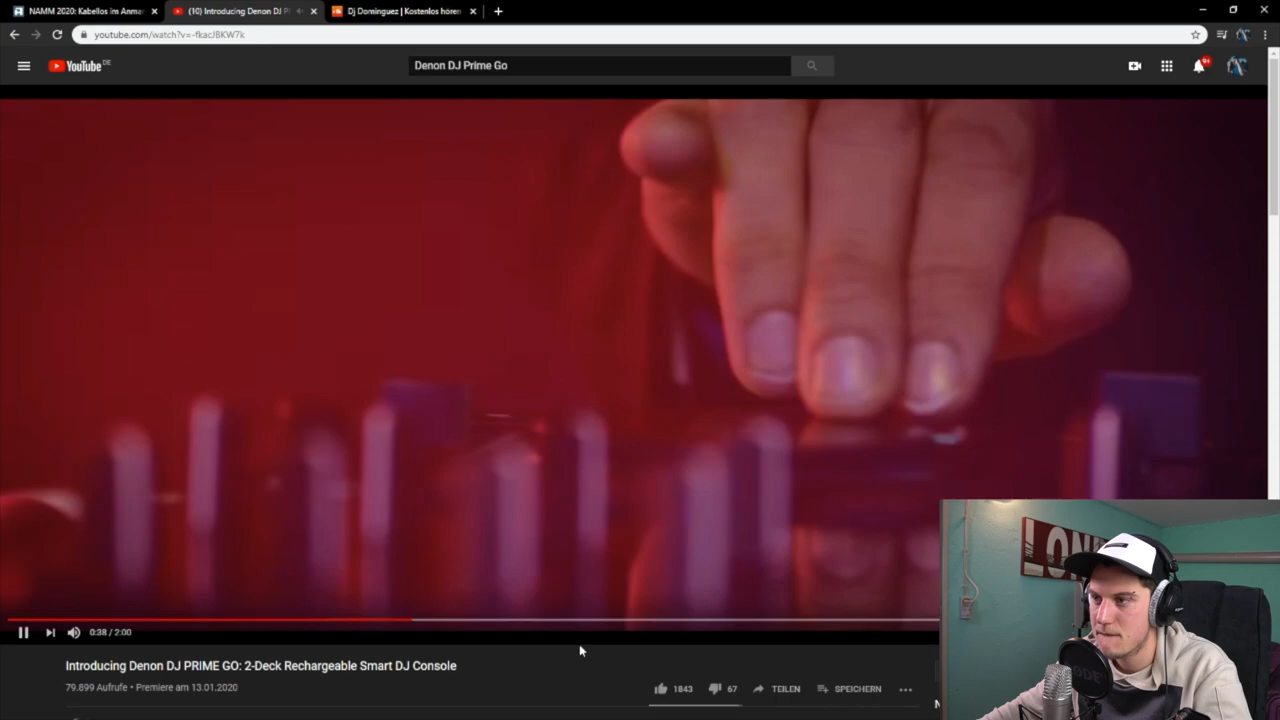 NAMM 2020: Kabellos im Anmar
(10) Introducing Denon DJ P
Dj Dominguez | Kostenlos hören
youtube.com/watch?v=-fkacJBKW7k
YouTube DE
Denon DJ Prime Go
9+
LON
0:38 / 2:00
Introducing Denon DJ PRIME GO: 2-Deck Rechargeable Smart DJ Console
79.899 Aufrufe • Premiere am 13.01.2020
1843
67
TEILEN
SPEICHERN
N